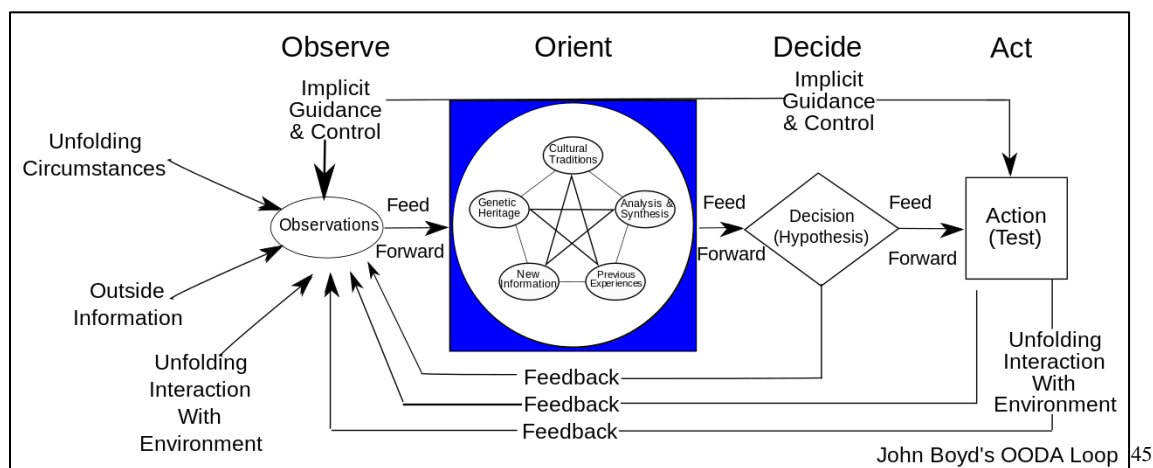 Observe
Orient
Decide
Act
Implicit
Guidance
& Control
Implicit
Guidance
& Control
Unfolding
Circumstances
Observations
Feed
Forward
Cultural
Traditions
Genetic
Heritage
Analysis &
Synthesis
New
Information
Previous
Experiences
Feed
Forward
Decision
(Hypothesis)
Feed
Forward
Action
(Test)
Outside
Information
Unfolding
Interaction
With
Environment
Unfolding
Interaction
With
Environment
Feedback
Feedback
Feedback
John Boyd's OODA Loop
45